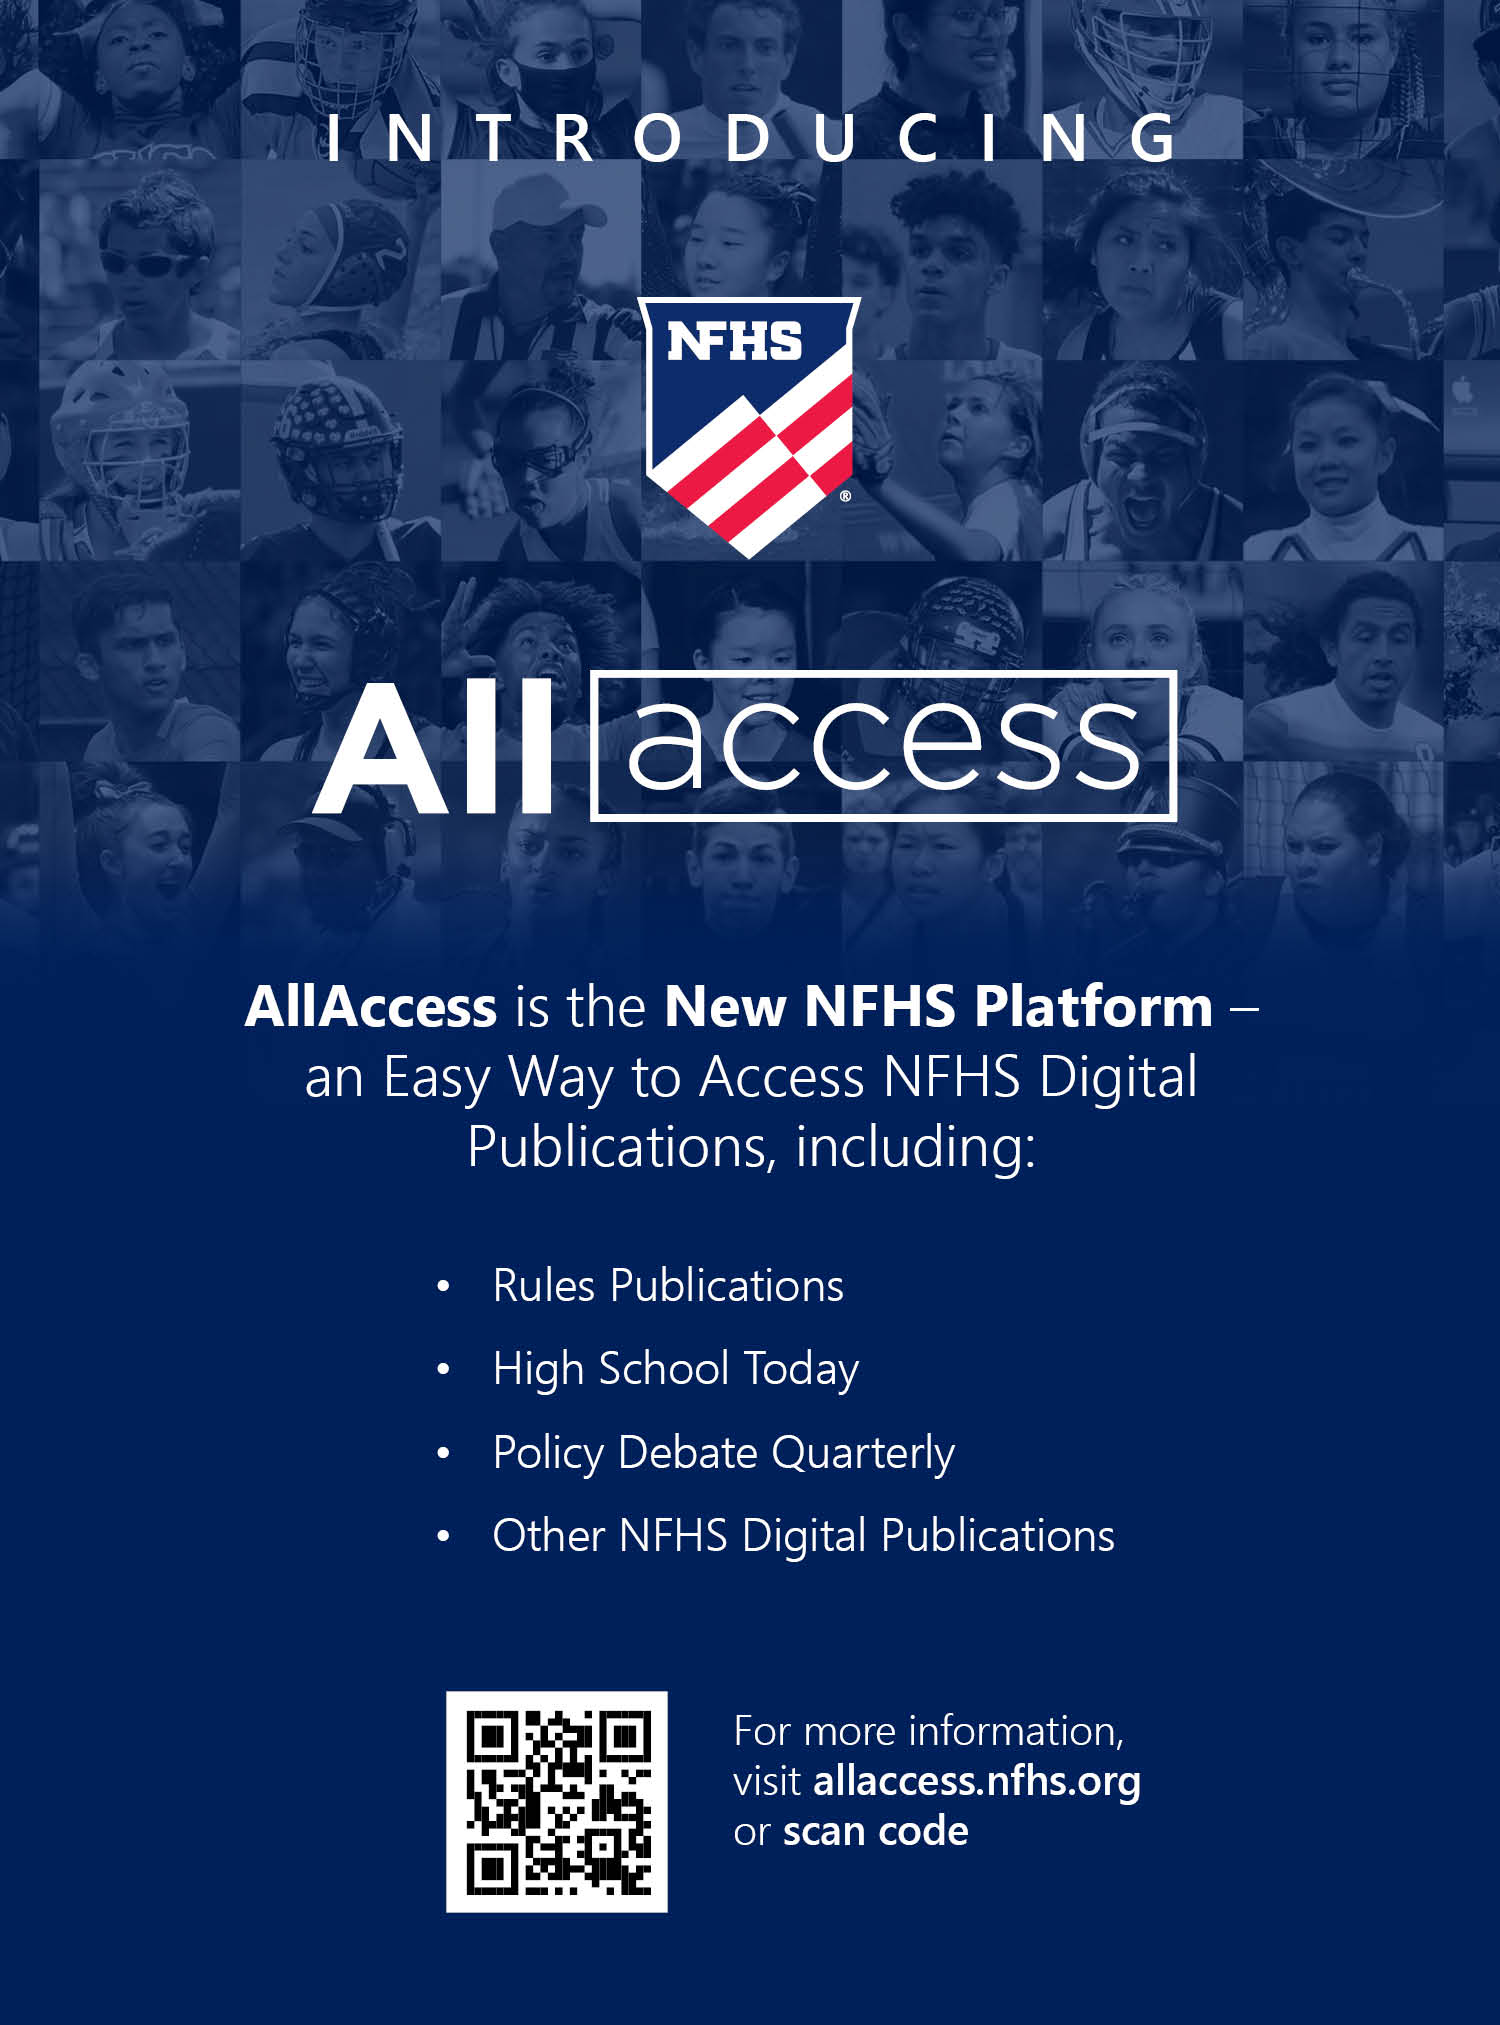 INTRODUCING
NFHS
®
All access
AllAccess is the New NFHS Platform –
an Easy Way to Access NFHS Digital
Publications, including:
• Rules Publications
• High School Today
• Policy Debate Quarterly
• Other NFHS Digital Publications
For more information,
visit allaccess.nfhs.org
or scan code